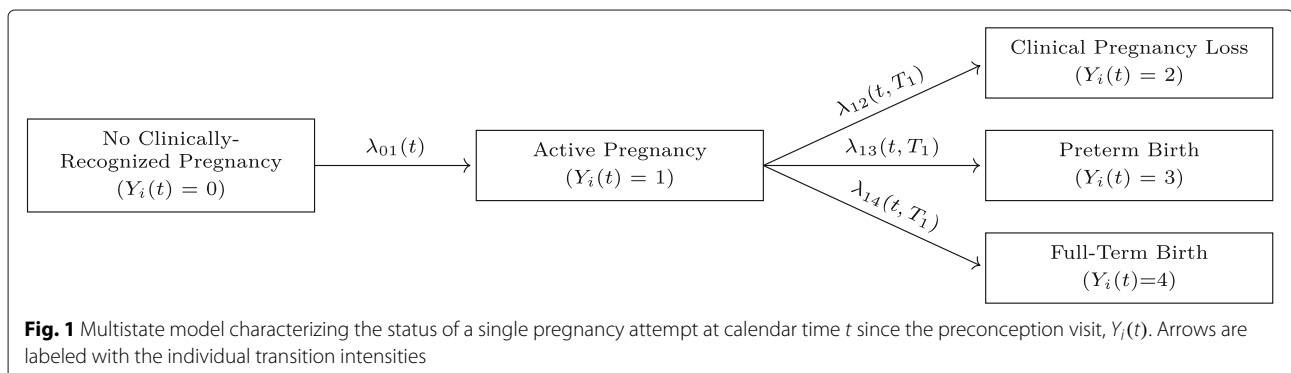 No Clinically-
Recognized Pregnancy
(Y_i(t) = 0)
λ_01(t)
Active Pregnancy
(Y_i(t) = 1)
λ_12(t, T_1)
λ_13(t, T_1)
λ_14(t, T_1)
Clinical Pregnancy Loss
(Y_i(t) = 2)
Preterm Birth
(Y_i(t) = 3)
Full-Term Birth
(Y_i(t)=4)
Fig. 1 Multistate model characterizing the status of a single pregnancy attempt at calendar time t since the preconception visit, Y_i(t). Arrows are
labeled with the individual transition intensities